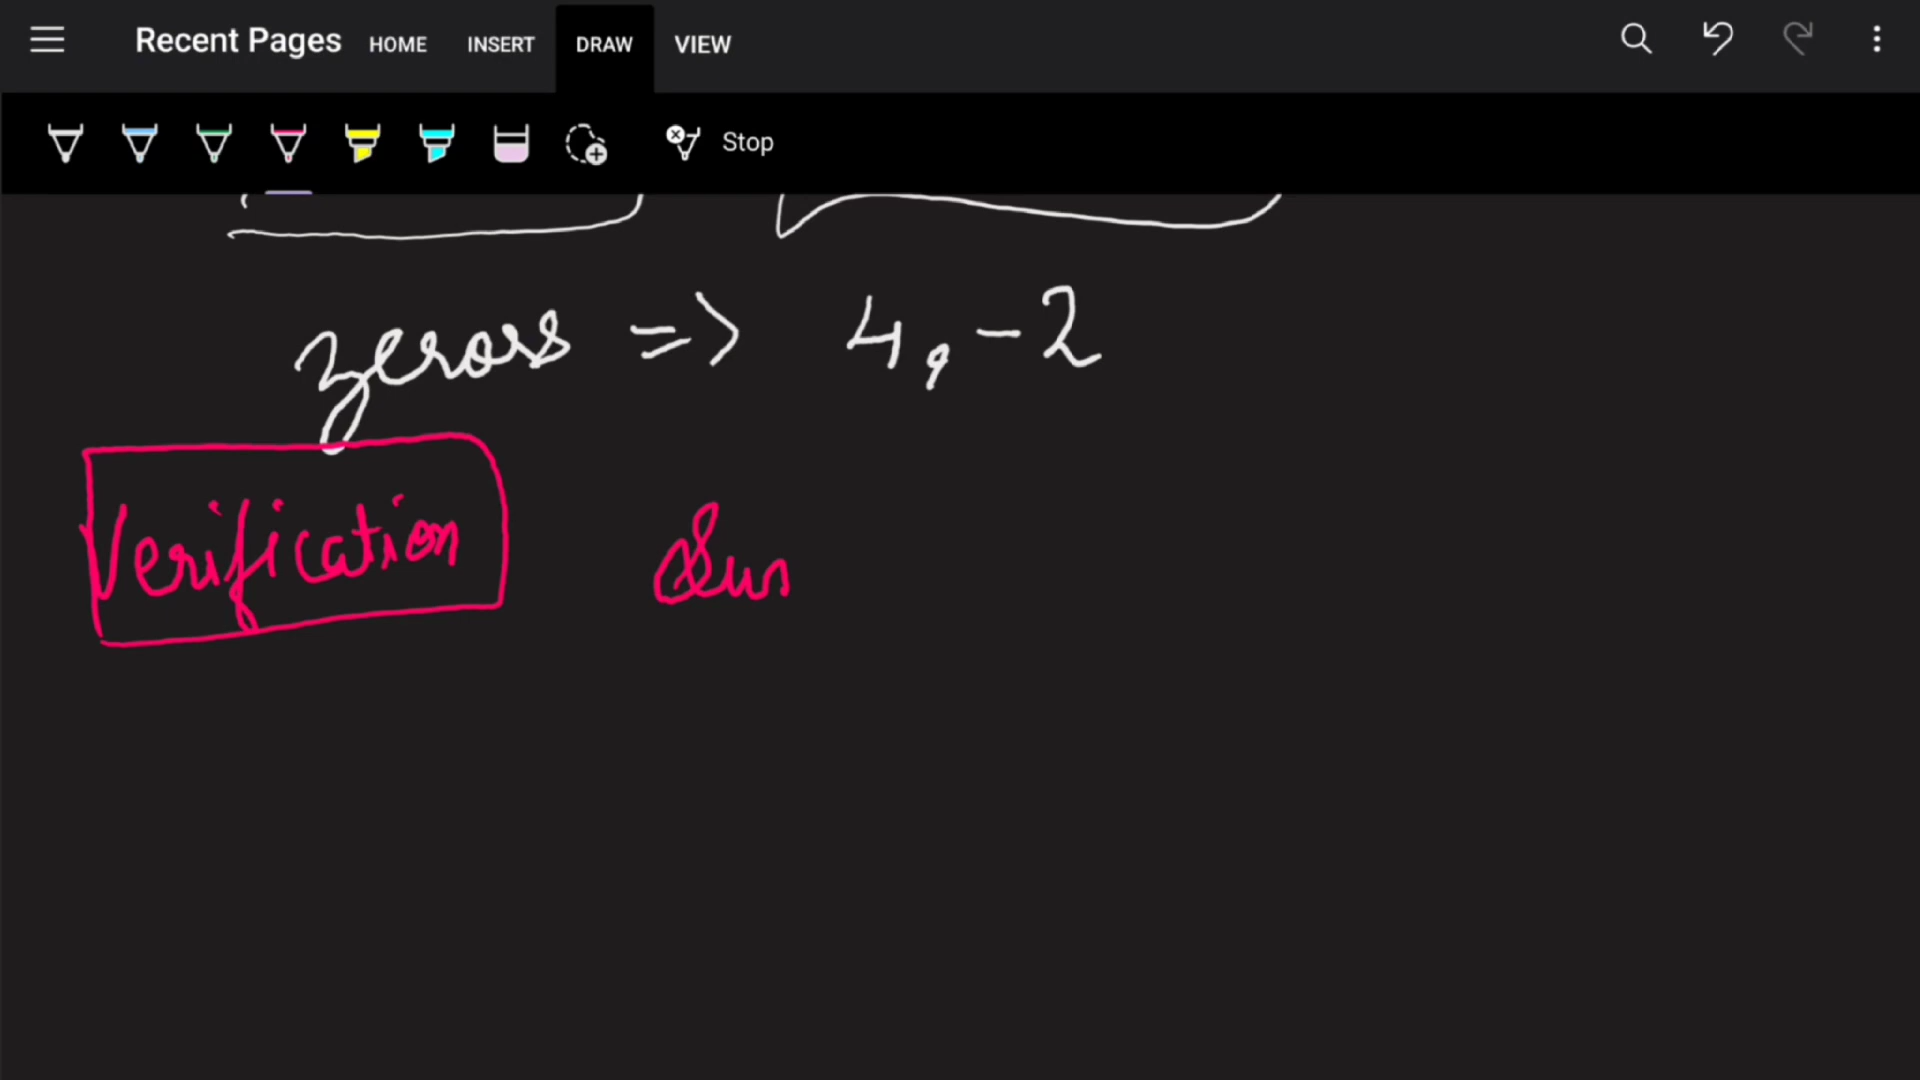 Recent Pages HOME INSERT DRAW VIEW
Stop
zeros => 4, -2
Verification Sum